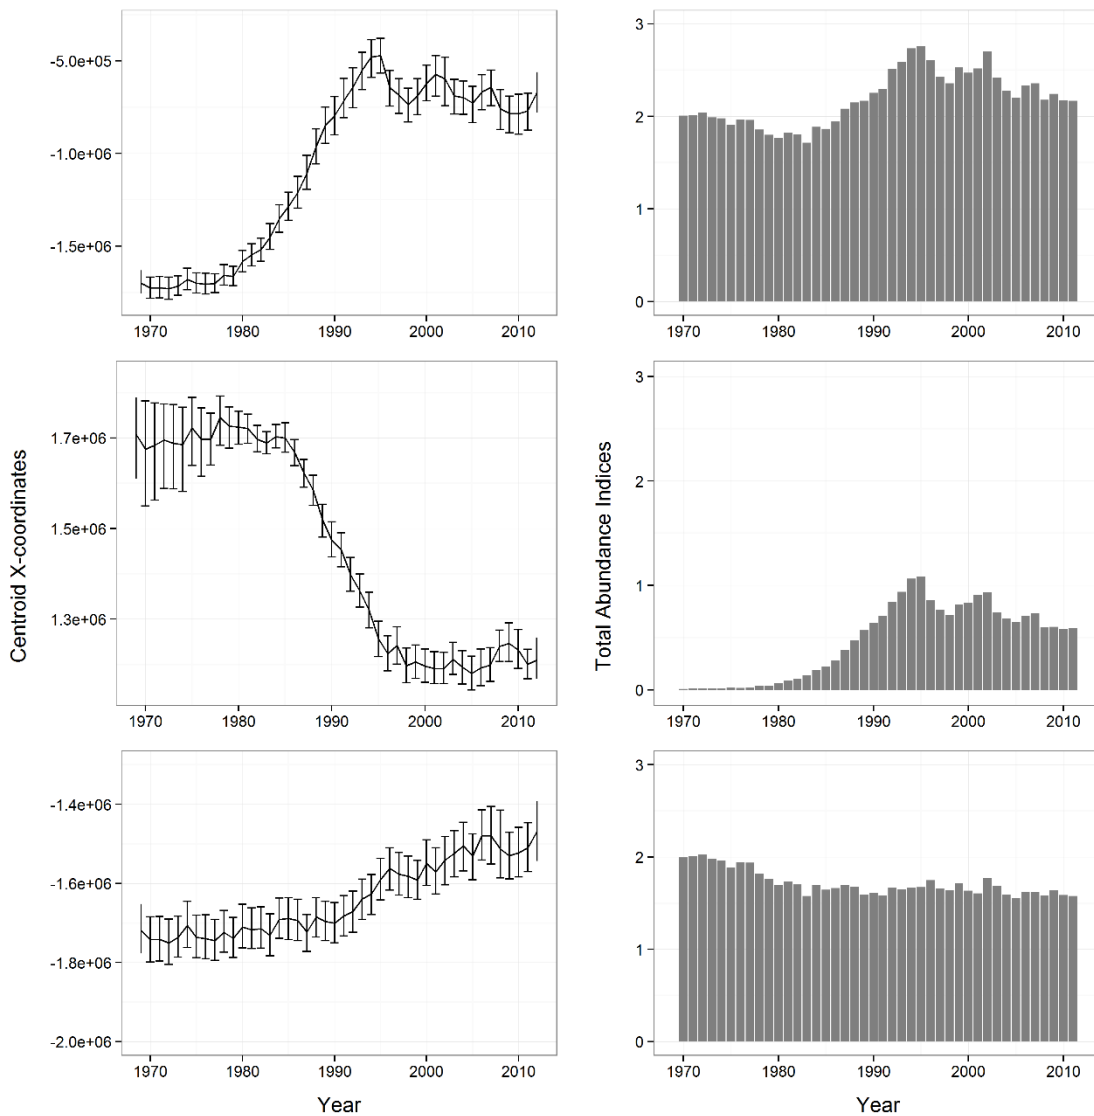 -5.0e+05
-1.0e+06
-1.5e+06
1970 1980 1990 2000 2010
3
2
1
0
1970 1980 1990 2000 2010
Centroid X-coordinates
1.7e+06
1.5e+06
1.3e+06
1970 1980 1990 2000 2010
Total Abundance Indices
3
2
1
0
1970 1980 1990 2000 2010
-1.4e+06
-1.6e+06
-1.8e+06
-2.0e+06
1970 1980 1990 2000 2010
Year
3
2
1
0
1970 1980 1990 2000 2010
Year